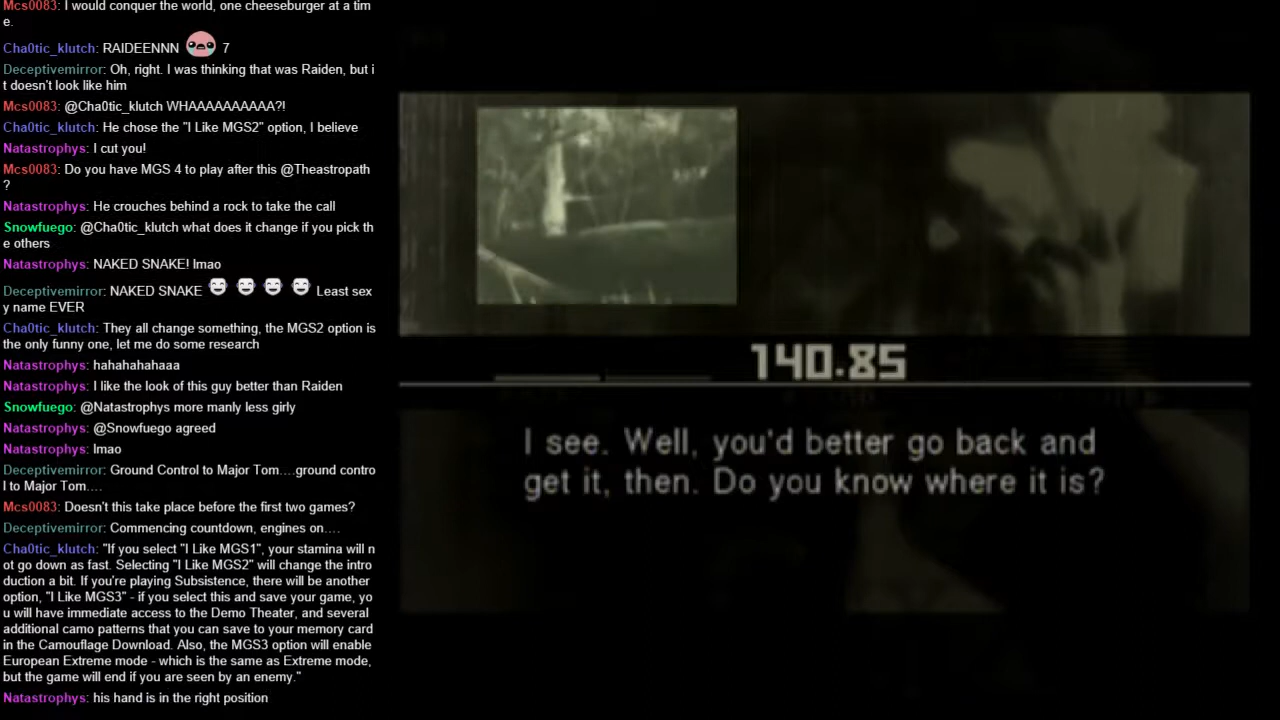 Mcs0083: I would conquer the world, one cheeseburger at a tim
e.
Cha0tic_klutch: RAIDEENNN 7
Deceptivemirror: Oh, right. I was thinking that was Raiden, but i
t doesn't look like him
Mcs0083: @Cha0tic_klutch WHAAAAAAAAAA?!
Cha0tic_klutch: He chose the "I Like MGS2" option, I believe
Natastrophys: I cut you!
Mcs0083: Do you have MGS 4 to play after this @Theastropath
?
Natastrophys: He crouches behind a rock to take the call
Snowfuego: @Cha0tic_klutch what does it change if you pick th
e others
Natastrophys: NAKED SNAKE! lmao
Deceptivemirror: NAKED SNAKE Least sex
y name EVER
Cha0tic_klutch: They all change something, the MGS2 option is
the only funny one, let me do some research
Natastrophys: hahahahahaaa
Natastrophys: I like the look of this guy better than Raiden
Snowfuego: @Natastrophys more manly less girly
Natastrophys: @Snowfuego agreed
Natastrophys: lmao
Deceptivemirror: Ground Control to Major Tom....ground contro
l to Major Tom....
Mcs0083: Doesn't this take place before the first two games?
Deceptivemirror: Commencing countdown, engines on....
Cha0tic_klutch: "If you select "I Like MGS1", your stamina will n
ot go down as fast. Selecting "I Like MGS2" will change the intro
duction a bit. If you're playing Subsistence, there will be another
option, "I Like MGS3" - if you select this and save your game, yo
u will have immediate access to the Demo Theater, and several
additional camo patterns that you can save to your memory card
in the Camouflage Download. Also, the MGS3 option will enable
European Extreme mode - which is the same as Extreme mode,
but the game will end if you are seen by an enemy."
Natastrophys: his hand is in the right position
140.85
I see. Well, you'd better go back and
get it, then. Do you know where it is?